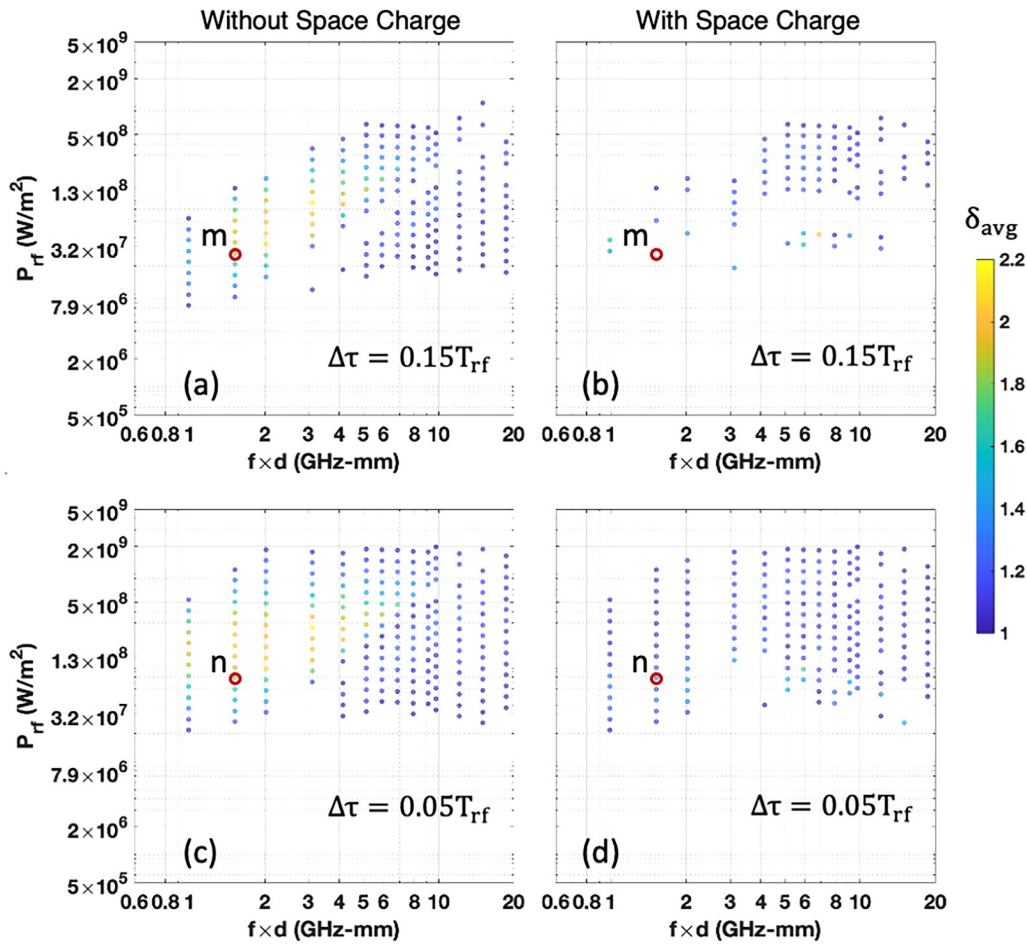 Without Space Charge
With Space Charge
5×10⁹
2×10⁹
5×10⁸
1.3×10⁸
3.2×10⁷
7.9×10⁶
2×10⁶
5×10⁵
P_rf (W/m²)
m
Δτ = 0.15T_rf
(a)
0.6 0.8 1 2 3 4 5 6 8 10 20
f×d (GHz-mm)
m
Δτ = 0.15T_rf
(b)
0.6 0.8 1 2 3 4 5 6 8 10 20
f×d (GHz-mm)
δ_avg
2.2
2
1.8
1.6
1.4
1.2
1
5×10⁹
2×10⁹
5×10⁸
1.3×10⁸
3.2×10⁷
7.9×10⁶
2×10⁶
5×10⁵
P_rf (W/m²)
n
Δτ = 0.05T_rf
(c)
0.6 0.8 1 2 3 4 5 6 8 10 20
f×d (GHz-mm)
n
Δτ = 0.05T_rf
(d)
0.6 0.8 1 2 3 4 5 6 8 10 20
f×d (GHz-mm)